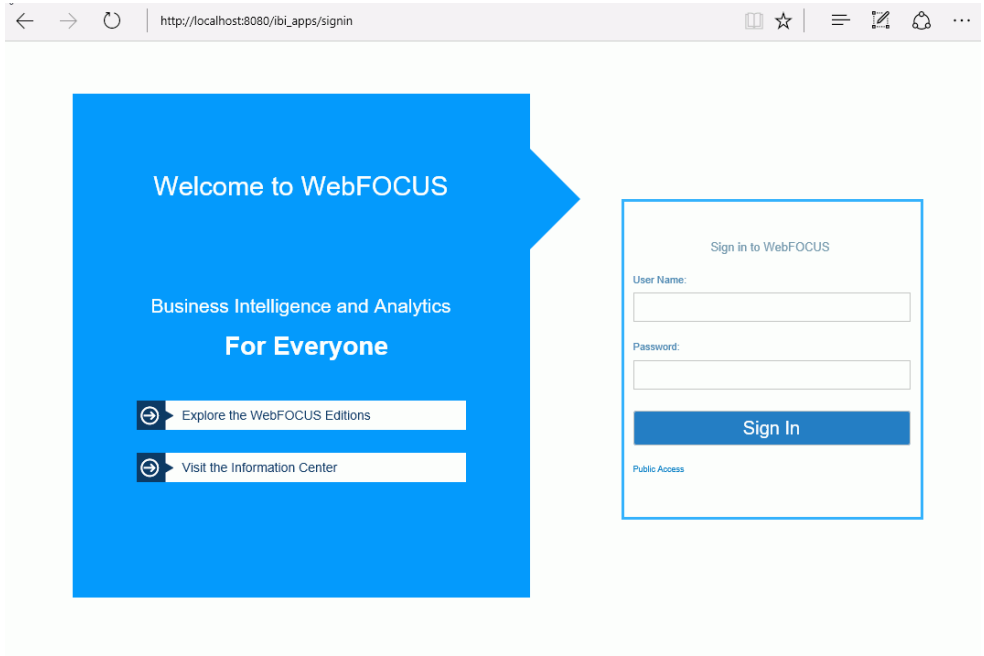 http://localhost:8080/ibi_apps/signin
Welcome to WebFOCUS
Business Intelligence and Analytics
For Everyone
Explore the WebFOCUS Editions
Visit the Information Center
Sign in to WebFOCUS
User Name:
Password:
Sign In
Public Access